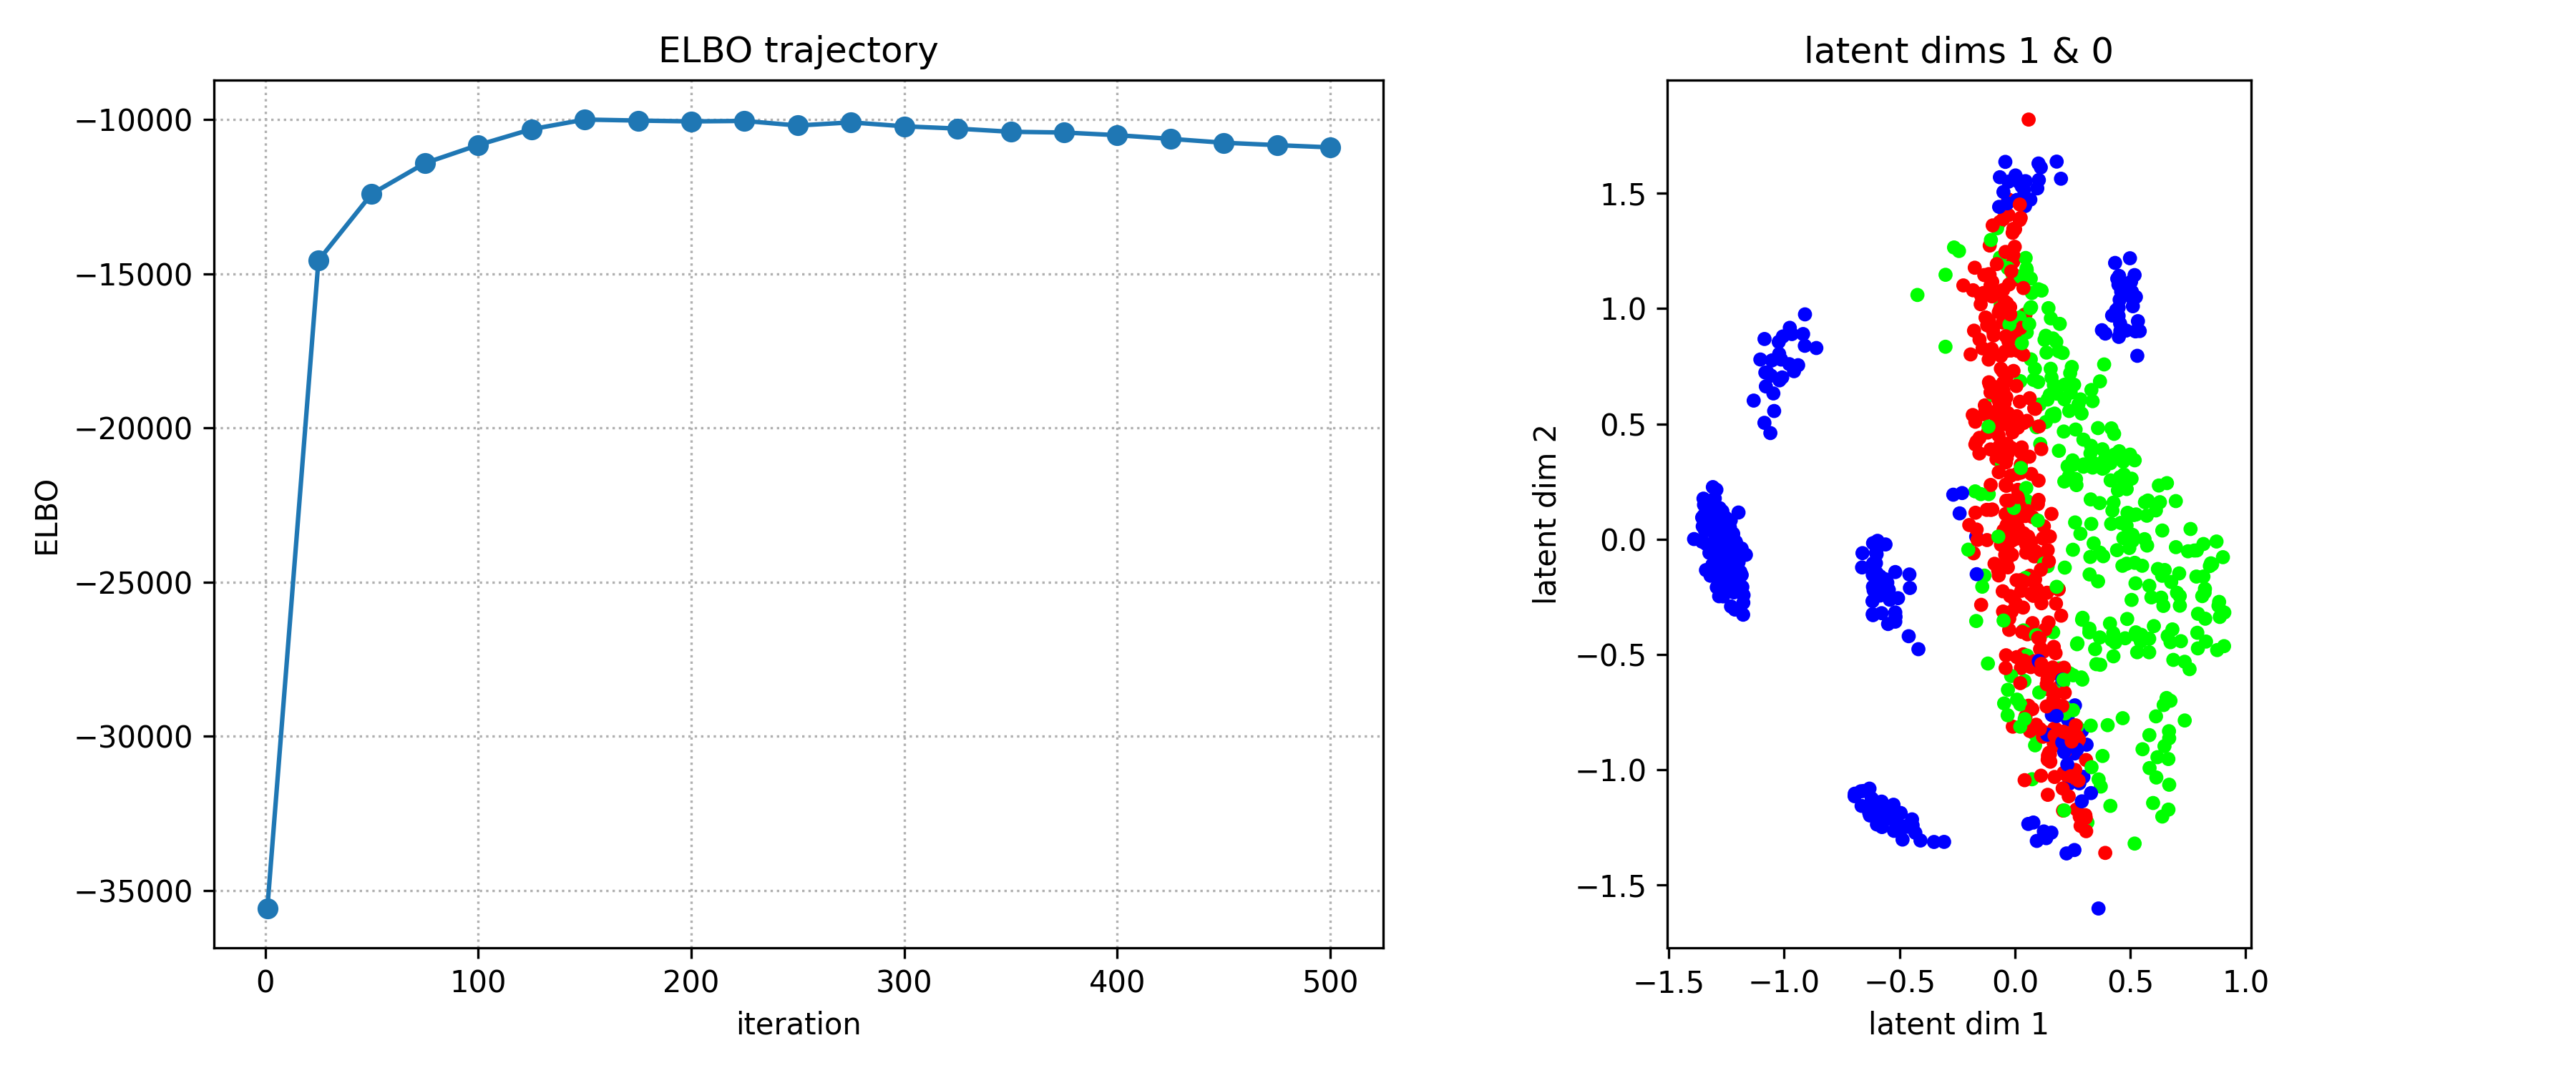 ELBO trajectory
−10000
−15000
−20000
−25000
−30000
−35000
ELBO
0 100 200 300 400 500
iteration
latent dims 1 & 0
1.5
1.0
0.5
0.0
−0.5
−1.0
−1.5
latent dim 2
−1.5 −1.0 −0.5 0.0 0.5 1.0
latent dim 1